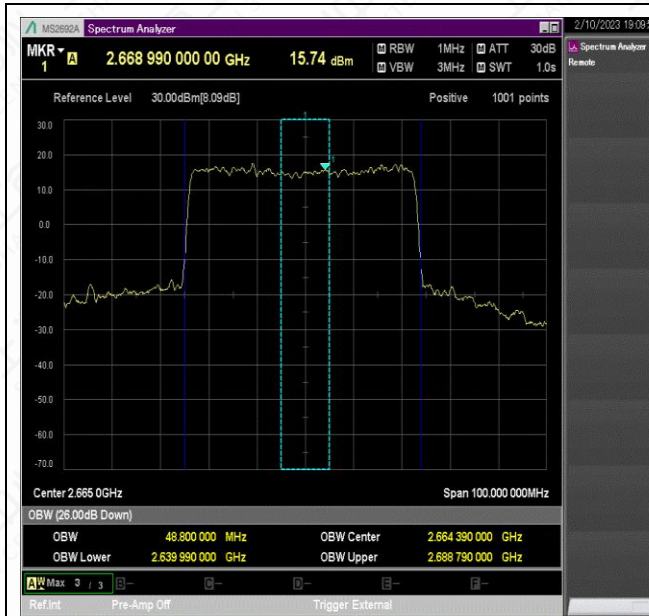 MS2692A Spectrum Analyzer 2/10/2023 19:09:
MKR 1 A 2.668 990 000 00 GHz 15.74 dBm M RBW 1MHz M ATT 30dB
M VBW 3MHz M SWT 1.0s
Spectrum Analyzer
Remote
Reference Level 30.00dBm[8.09dB] Positive 1001 points
30.0
20.0
10.0
0.0
-10.0
-20.0
-30.0
-40.0
-50.0
-60.0
-70.0
1
Center 2.665 0GHz Span 100.000 000MHz
OBW (26.00dB Down)
OBW 48.800 000 MHz OBW Center 2.664 390 000 GHz
OBW Lower 2.639 990 000 GHz OBW Upper 2.688 790 000 GHz
AW Max 3 / 3 B- C- D- E- F-
Ref.Int Pre-Amp Off Trigger External